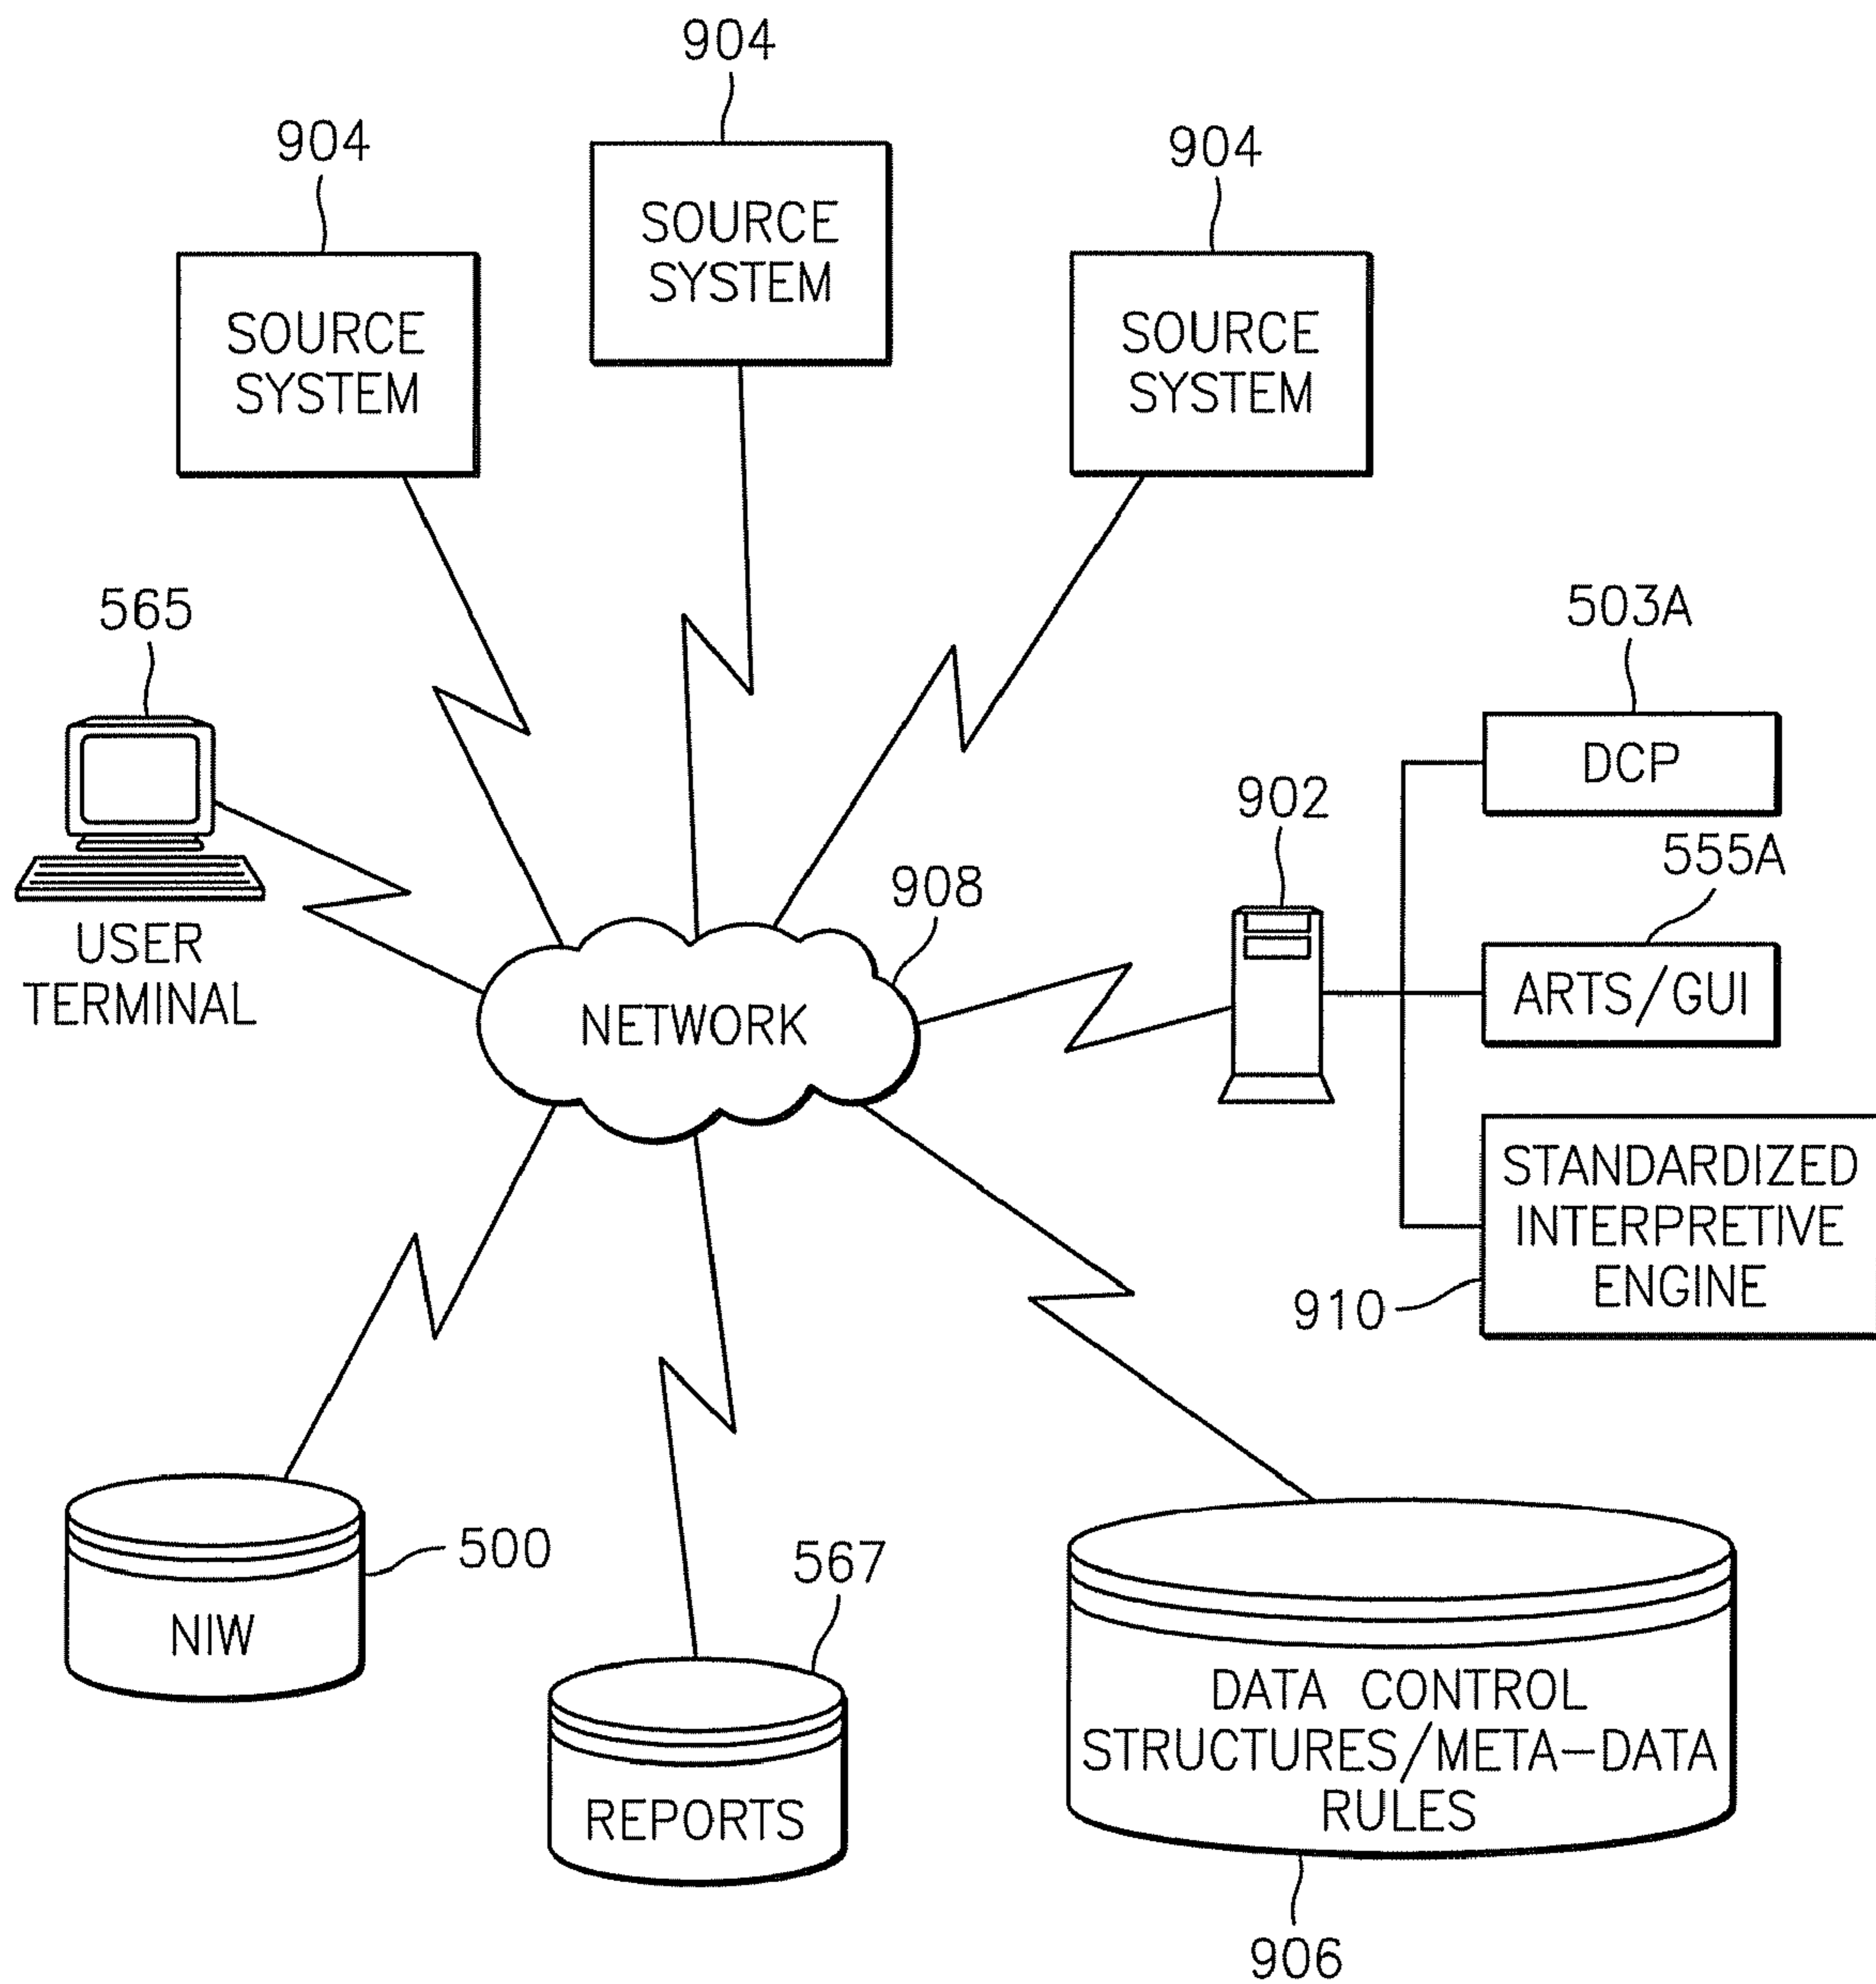 904
904
904
SOURCE
SYSTEM
SOURCE
SYSTEM
SOURCE
SYSTEM
565
USER
TERMINAL
503A
DCP
902
555A
ARTS/GUI
908
NETWORK
STANDARDIZED
INTERPRETIVE
ENGINE
910
500
NIW
567
REPORTS
DATA CONTROL
STRUCTURES/META-DATA
RULES
906